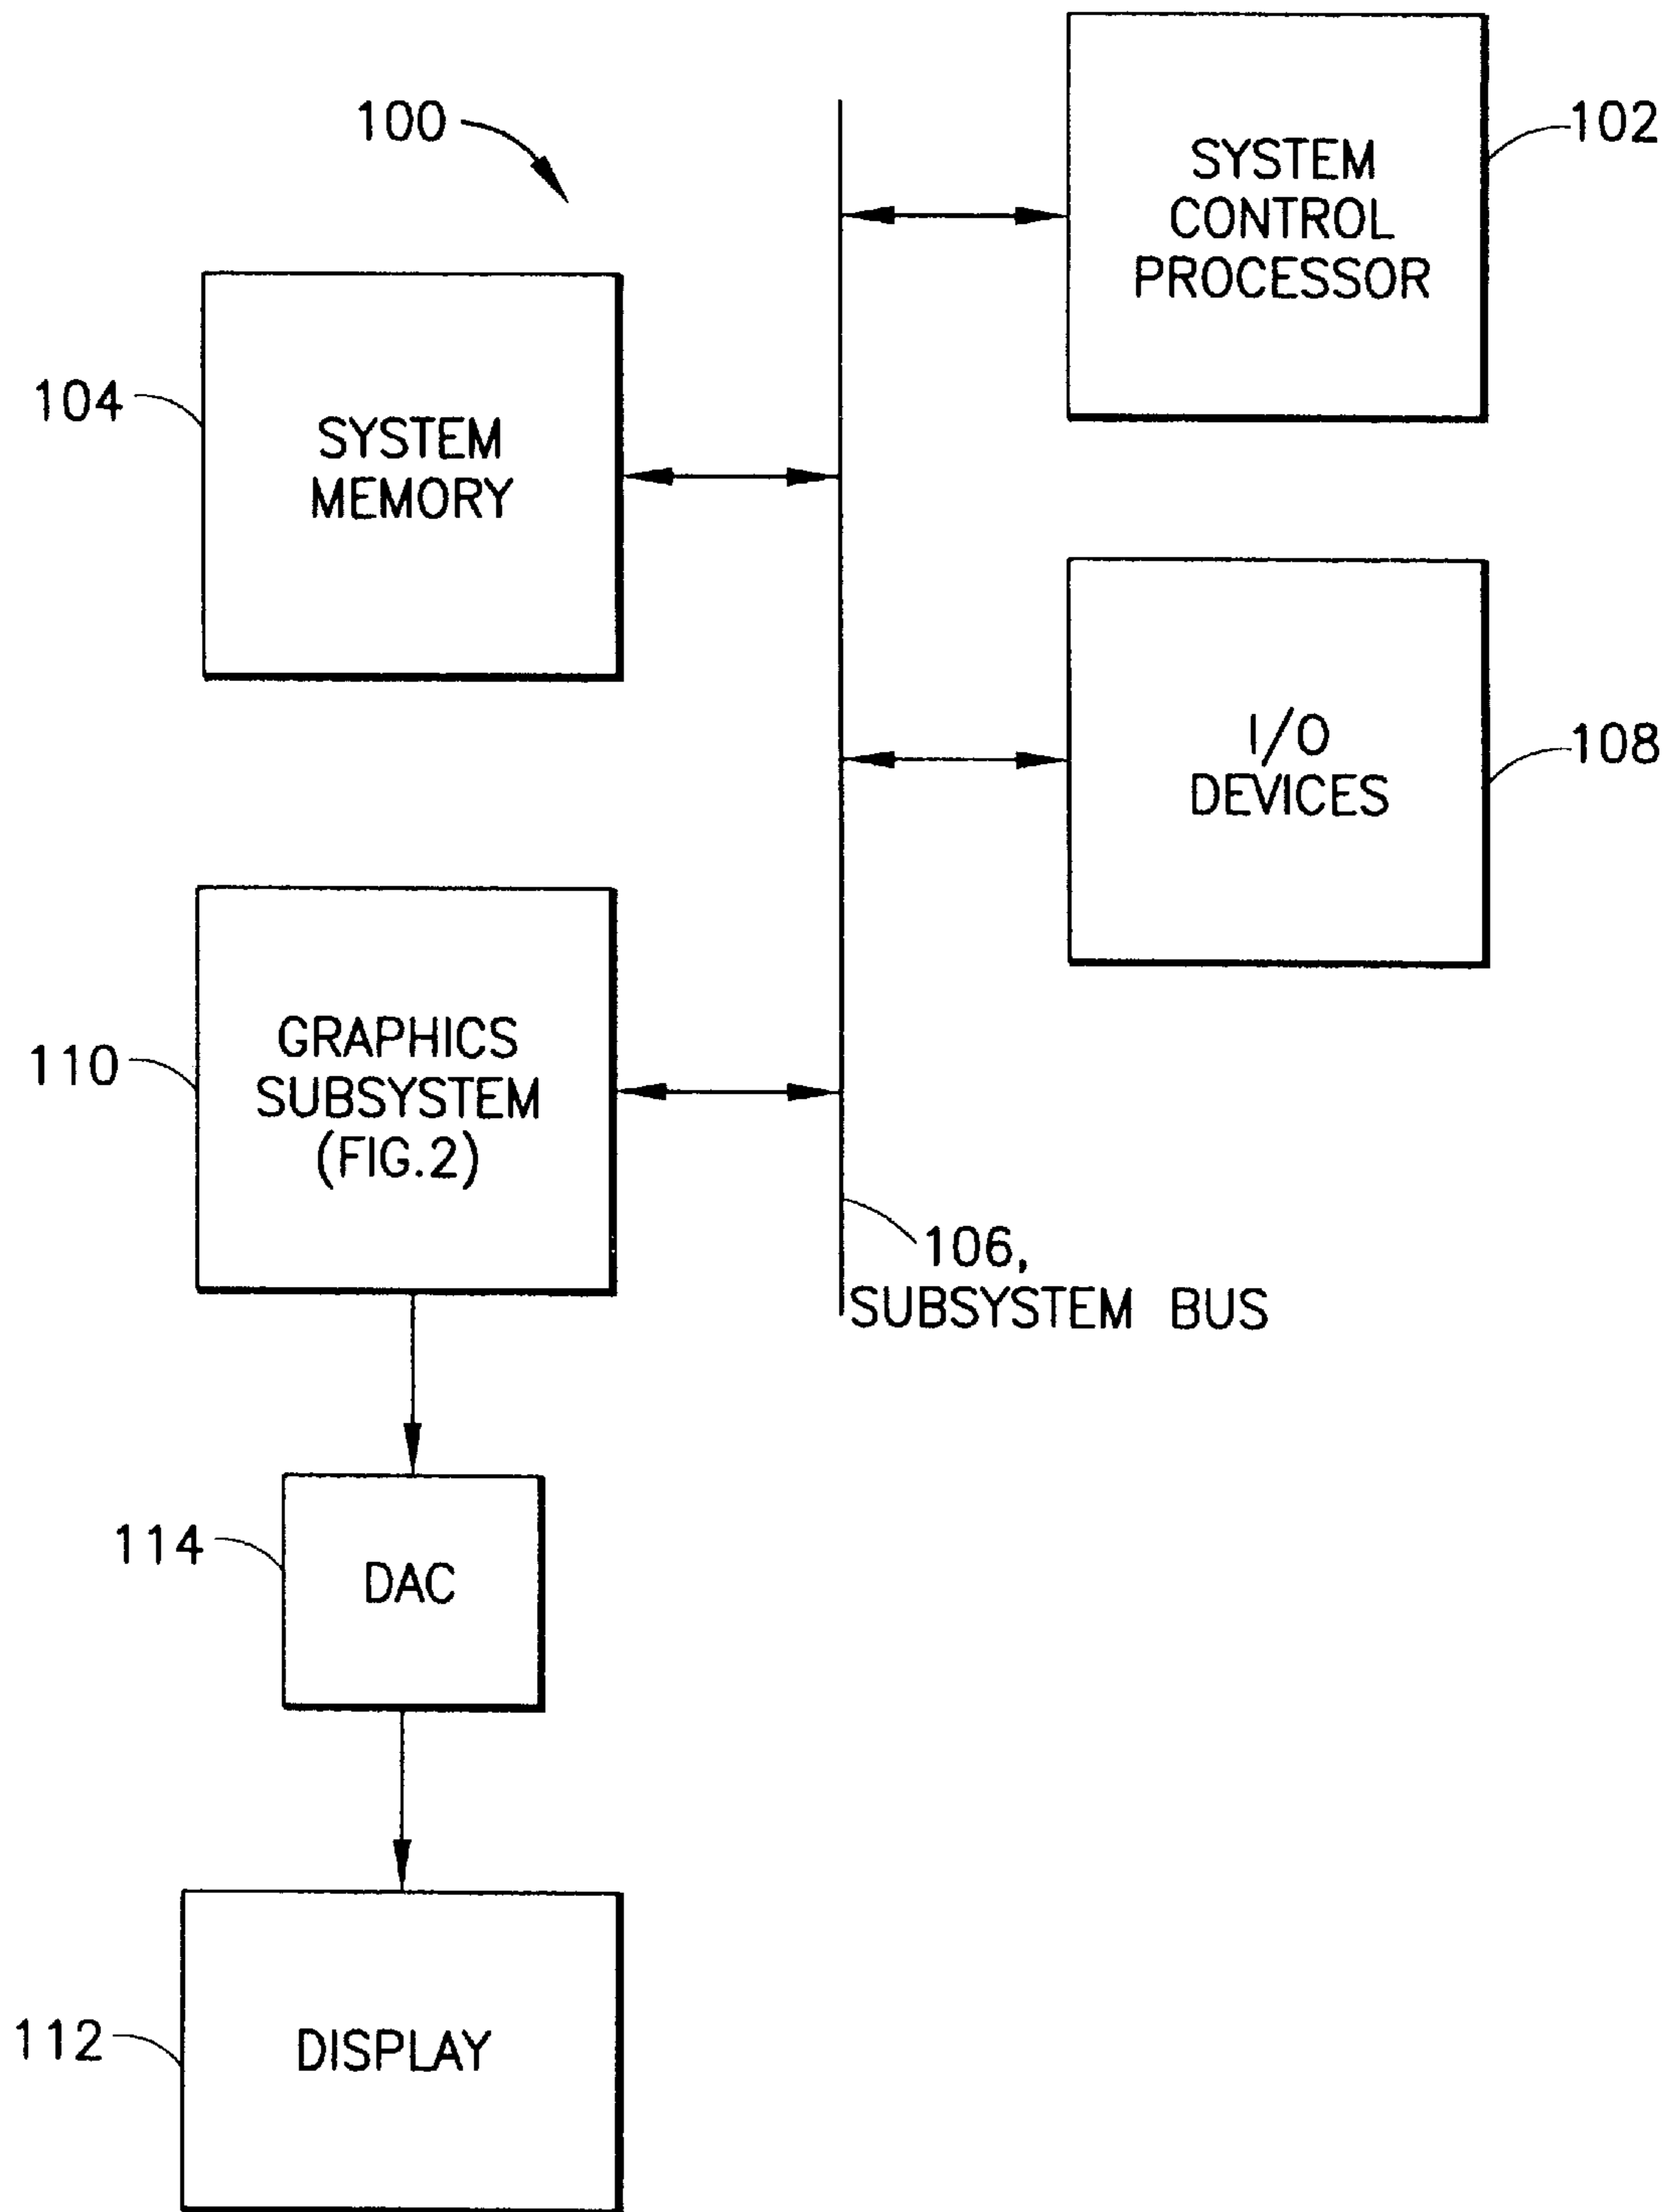 100
102
SYSTEM
CONTROL
PROCESSOR
104
SYSTEM
MEMORY
I/O
DEVICES
108
110
GRAPHICS
SUBSYSTEM
(FIG.2)
106,
SUBSYSTEM BUS
114
DAC
112
DISPLAY